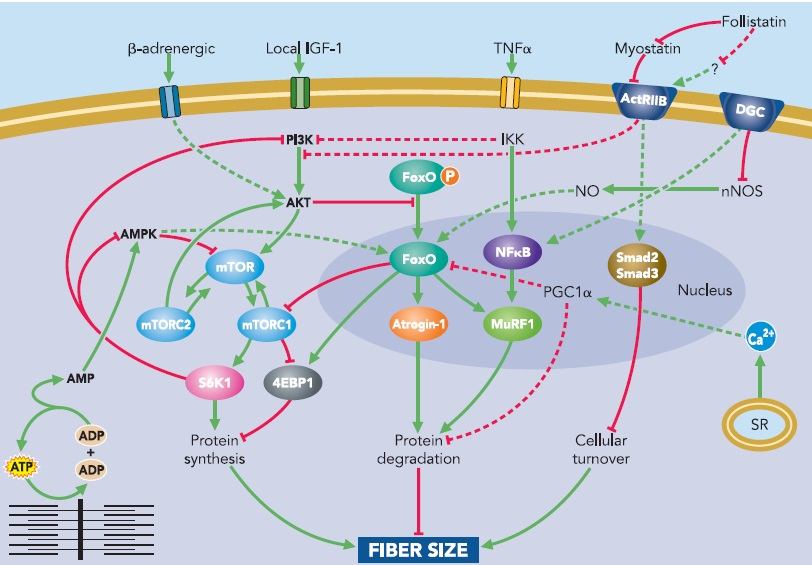 Follistatin
β-adrenergic
Local IGF-1
TNFα
Myostatin
?
ActRIIB
DGC
PI3K
IKK
FoxO
P
NO
nNOS
AKT
AMPK
mTOR
FoxO
NFκB
Smad2
Smad3
PGC1α
Nucleus
mTORC2
mTORC1
Atrogin-1
MuRF1
Ca2+
AMP
S6K1
4EBP1
SR
ADP
+
ADP
ATP
Protein
synthesis
Protein
degradation
Cellular
turnover
FIBER SIZE